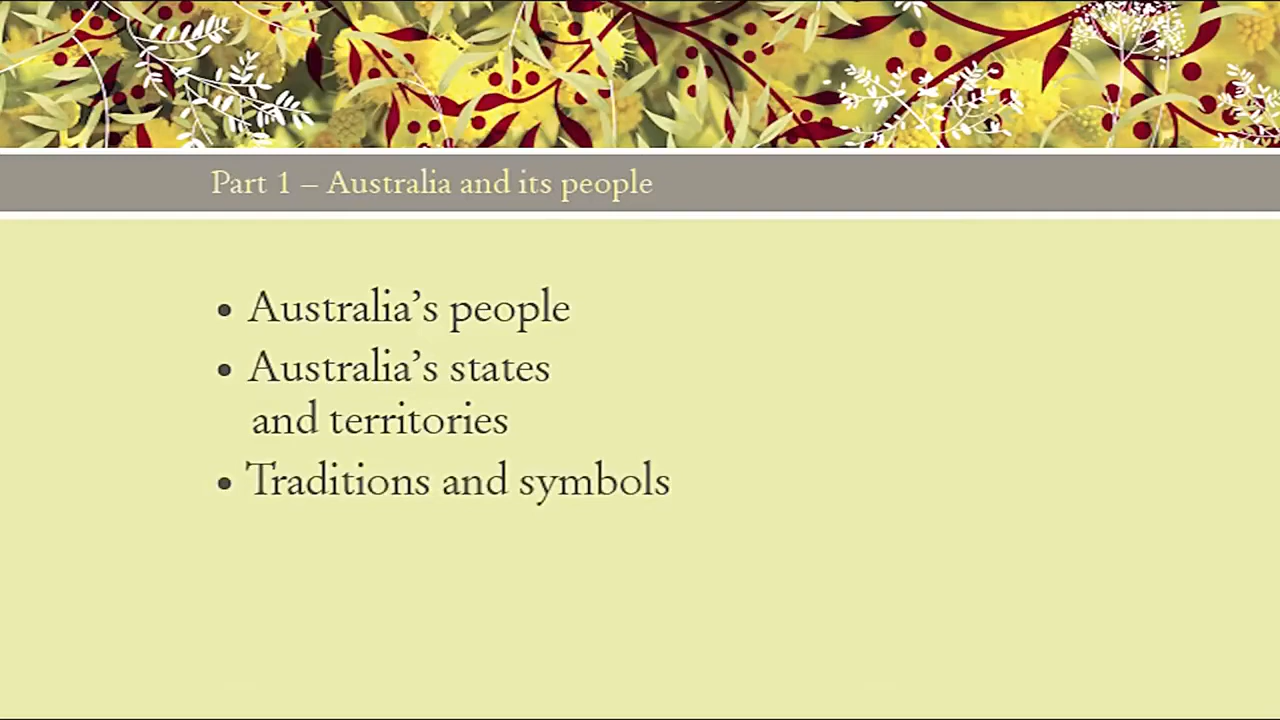 Part 1 – Australia and its people
• Australia’s people
• Australia’s states
and territories
• Traditions and symbols